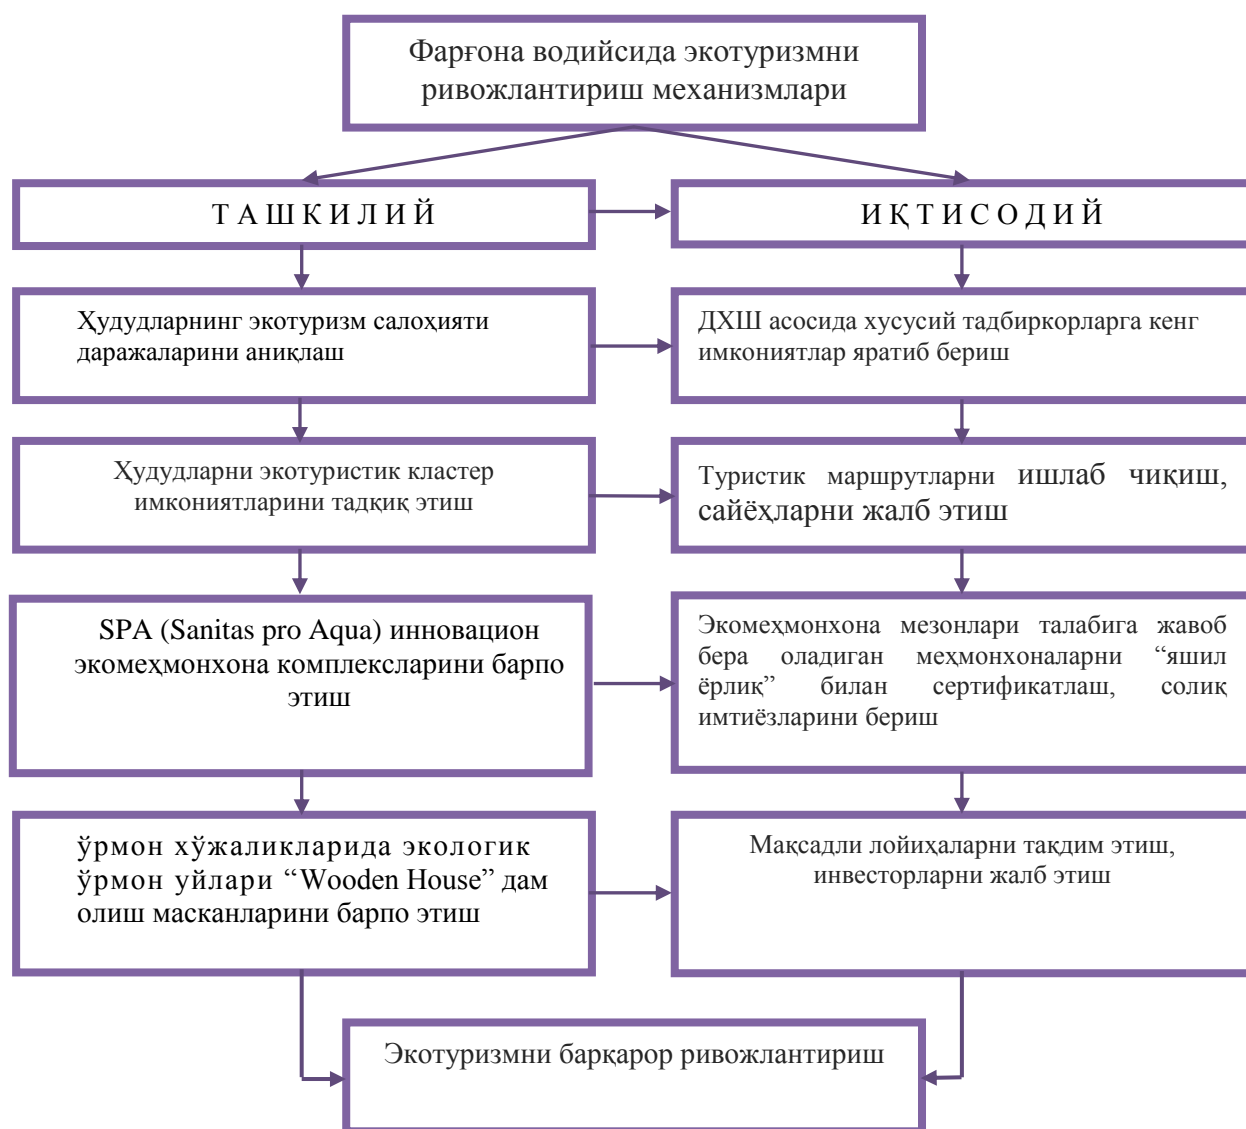 Фарғона водийсида экотуризмни
ривожлантириш механизмлари
ТАШКИЛИЙ
ИҚТИСОДИЙ
Ҳудудларнинг экотуризм салоҳияти
даражаларини аниқлаш
ДХШ асосида хусусий тадбиркорларга кенг
имкониятлар яратиб бериш
Ҳудудларни экотуристик кластер
имкониятларини тадқиқ этиш
Туристик маршрутларни ишлаб чиқиш,
сайёҳларни жалб этиш
SPA (Sanitas pro Aqua) инновацион
экомеҳмонхона комплексларини барпо
этиш
Экомеҳмонхона мезонлари талабига жавоб
бера оладиган меҳмонхоналарни “яшил
ёрлиқ” билан сертификатлаш, солиқ
имтиёзларини бериш
ўрмон хўжаликларида экологик
ўрмон уйлари “Wooden House” дам
олиш масканларини барпо этиш
Мақсадли лойиҳаларни тақдим этиш,
инвесторларни жалб этиш
Экотуризмни барқарор ривожлантириш